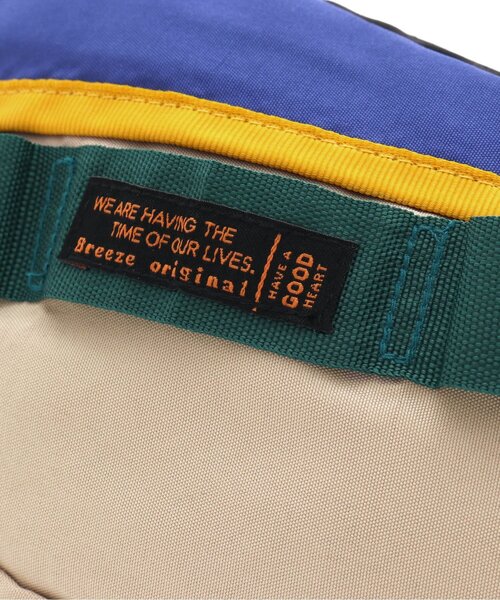 WE ARE HAVING THE
TIME OF OUR LIVES.
Breeze original
HAVE A
GOOD
HEART